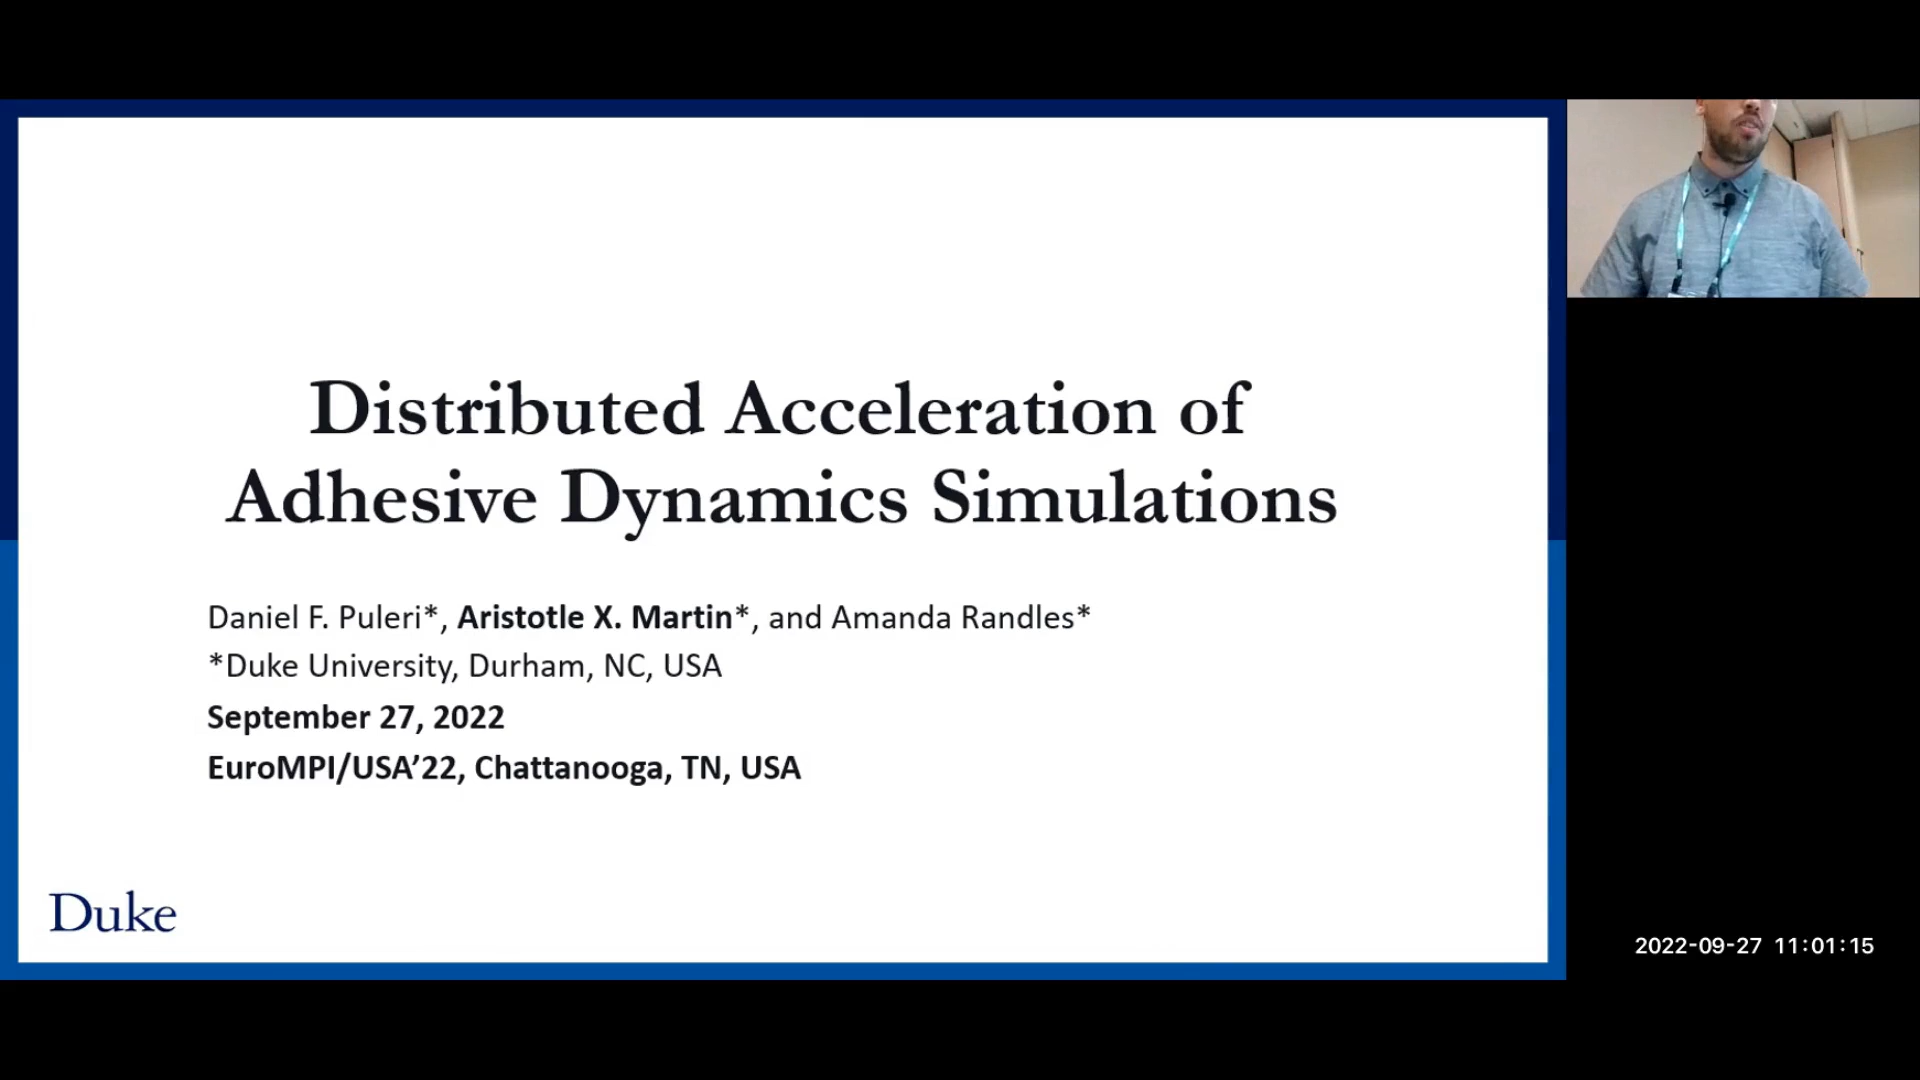 Distributed Acceleration of
Adhesive Dynamics Simulations
Daniel F. Puleri*, Aristotle X. Martin*, and Amanda Randles*
*Duke University, Durham, NC, USA
September 27, 2022
EuroMPI/USA’22, Chattanooga, TN, USA
Duke
2022-09-27 11:01:15